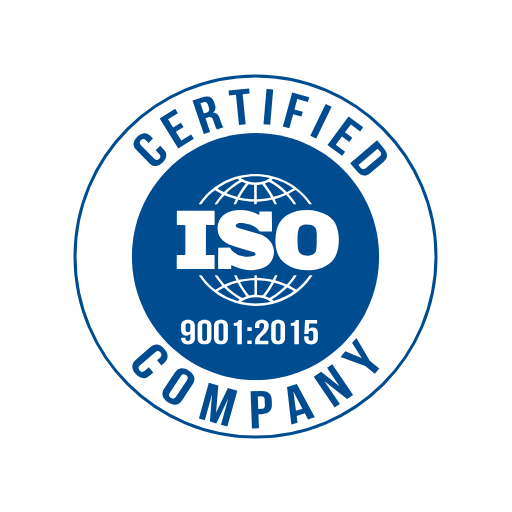 CERTIFIED
ISO
9001:2015
COMPANY